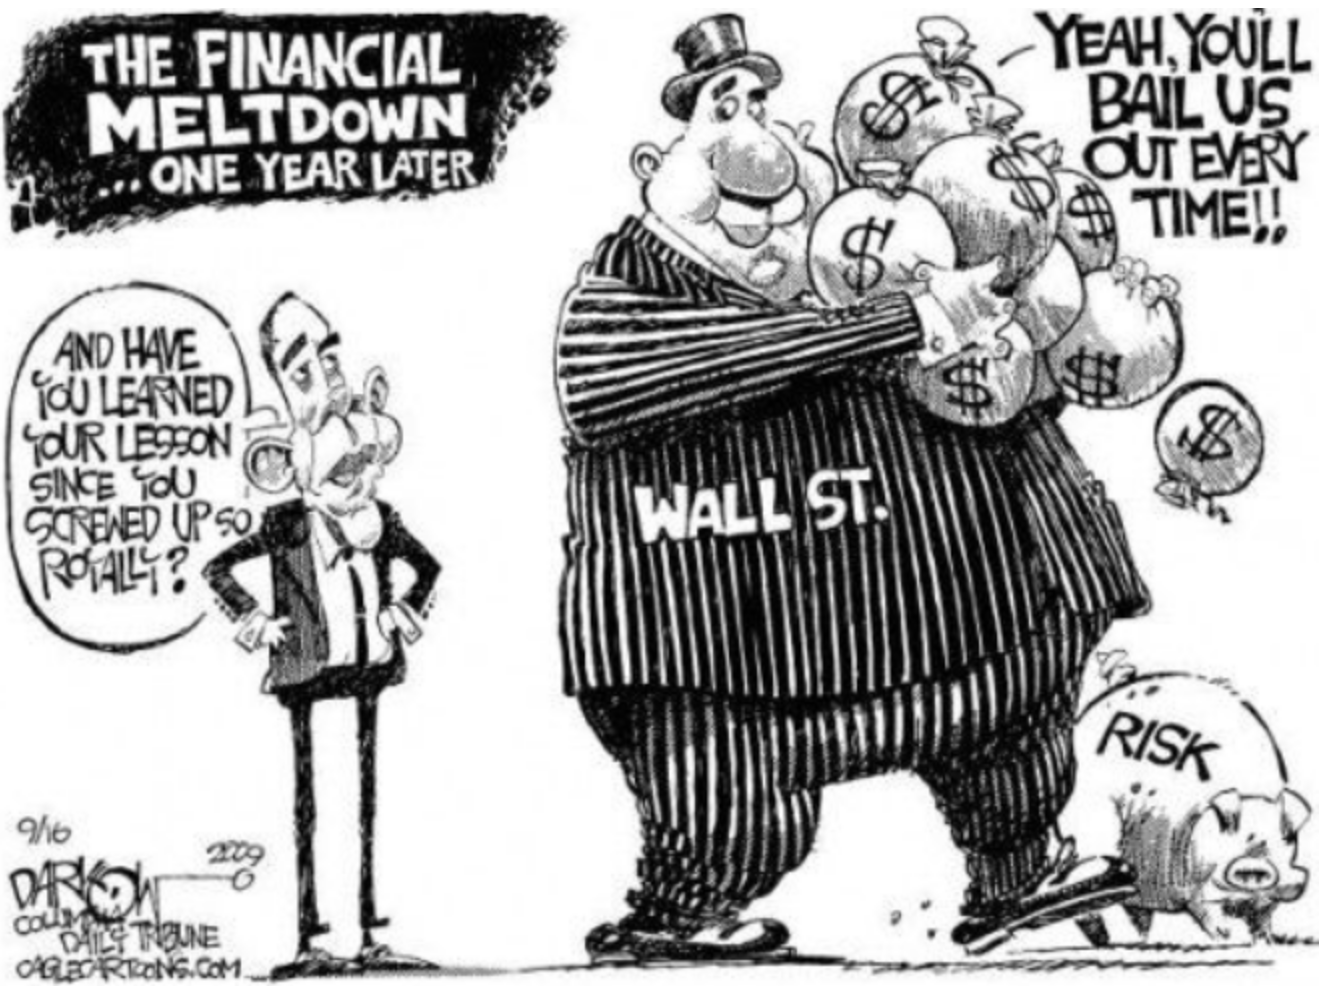 THE FINANCIAL
MELTDOWN
...ONE YEAR LATER
AND HAVE
YOU LEARNED
YOUR LESSON
SINCE YOU
SCREWED UP SO
ROYALLY?
YEAH, YOU'LL
BAIL US
OUT EVERY
TIME!!
$
$
$
$
$
$
$
WALL ST.
RISK
9/16
2009
DARKOW
COLUMBIA
DAILY TRIBUNE
CAGLECARTOONS.COM